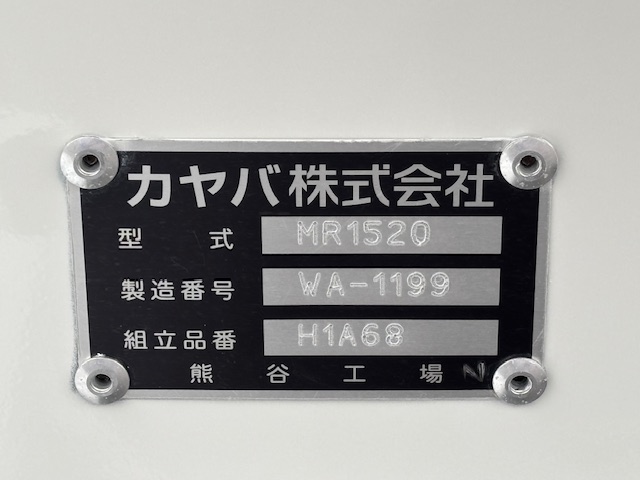 カヤバ株式会社
型式 MR1520
製造番号 WA-1199
組立品番 H1A68
熊谷工場 N